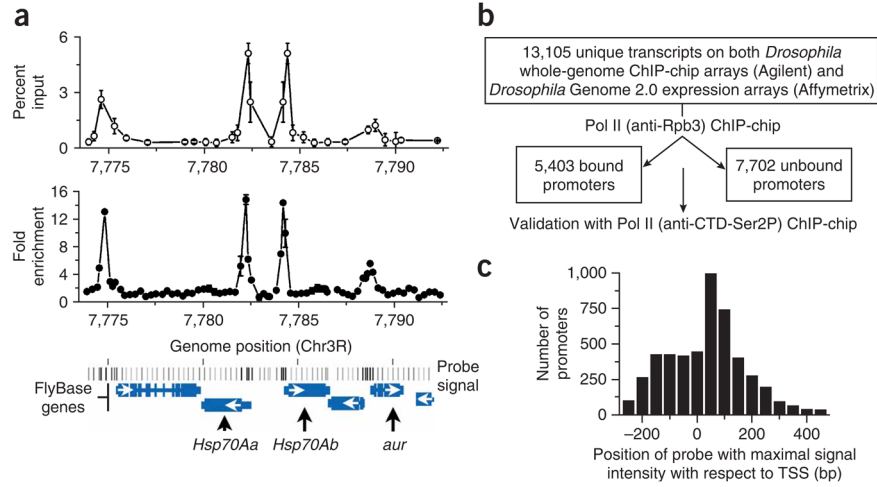 a
6
3
0
Percent
input
7,775
7,780
7,785
7,790
16
12
8
4
0
Fold
enrichment
7,775
7,780
7,785
7,790
Genome position (Chr3R)
Probe
signal
FlyBase
genes
Hsp70Aa
Hsp70Ab
aur
b
13,105 unique transcripts on both Drosophila
whole-genome ChIP-chip arrays (Agilent) and
Drosophila Genome 2.0 expression arrays (Affymetrix)
Pol II (anti-Rpb3) ChIP-chip
5,403 bound
promoters
7,702 unbound
promoters
Validation with Pol II (anti-CTD-Ser2P) ChIP-chip
c
1,000
750
500
250
0
Number of
promoters
–200
0
200
400
Position of probe with maximal signal
intensity with respect to TSS (bp)